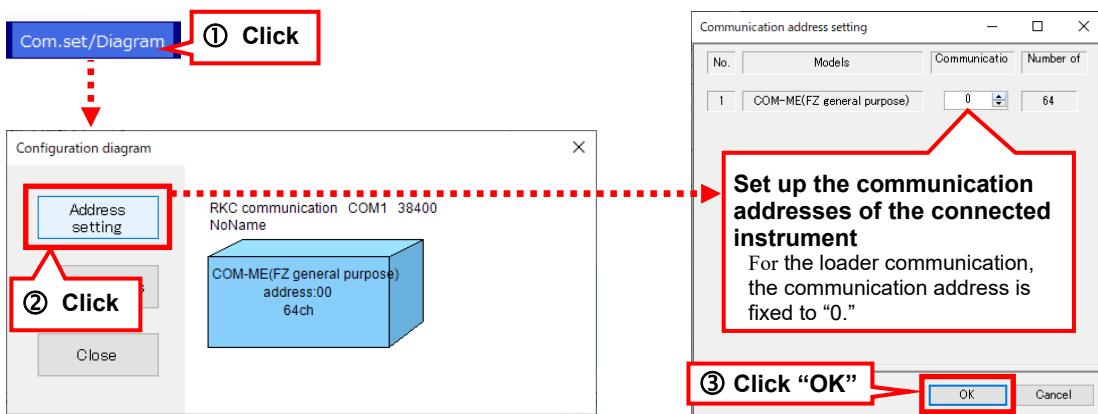 Com.set/Diagram
① Click
Configuration diagram
Address
setting
② Click
s
Close
RKC communication COM1 38400
NoName
COM-ME(FZ general purpose)
address:00
64ch
Communication address setting
No. Models Communicatio Number of
1 COM-ME(FZ general purpose) 0 64
Set up the communication
addresses of the connected
instrument
For the loader communication,
the communication address is
fixed to “0.”
③ Click “OK”
OK Cancel